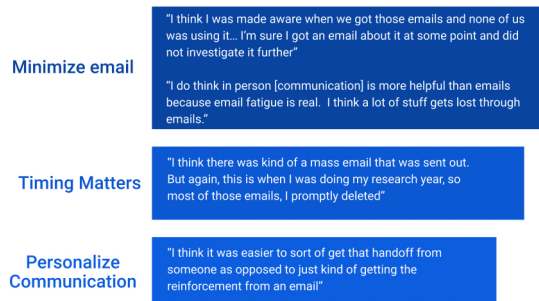 Minimize email
“I think I was made aware when we got those emails and none of us
was using it… I’m sure I got an email about it at some point and did
not investigate it further”
“I do think in person [communication] is more helpful than emails
because email fatigue is real.  I think a lot of stuff gets lost through
emails.”
Timing Matters
“I think there was kind of a mass email that was sent out.
But again, this is when I was doing my research year, so
most of those emails, I promptly deleted”
Personalize
Communication
“I think it was easier to sort of get that handoff from
someone as opposed to just kind of getting the
reinforcement from an email”